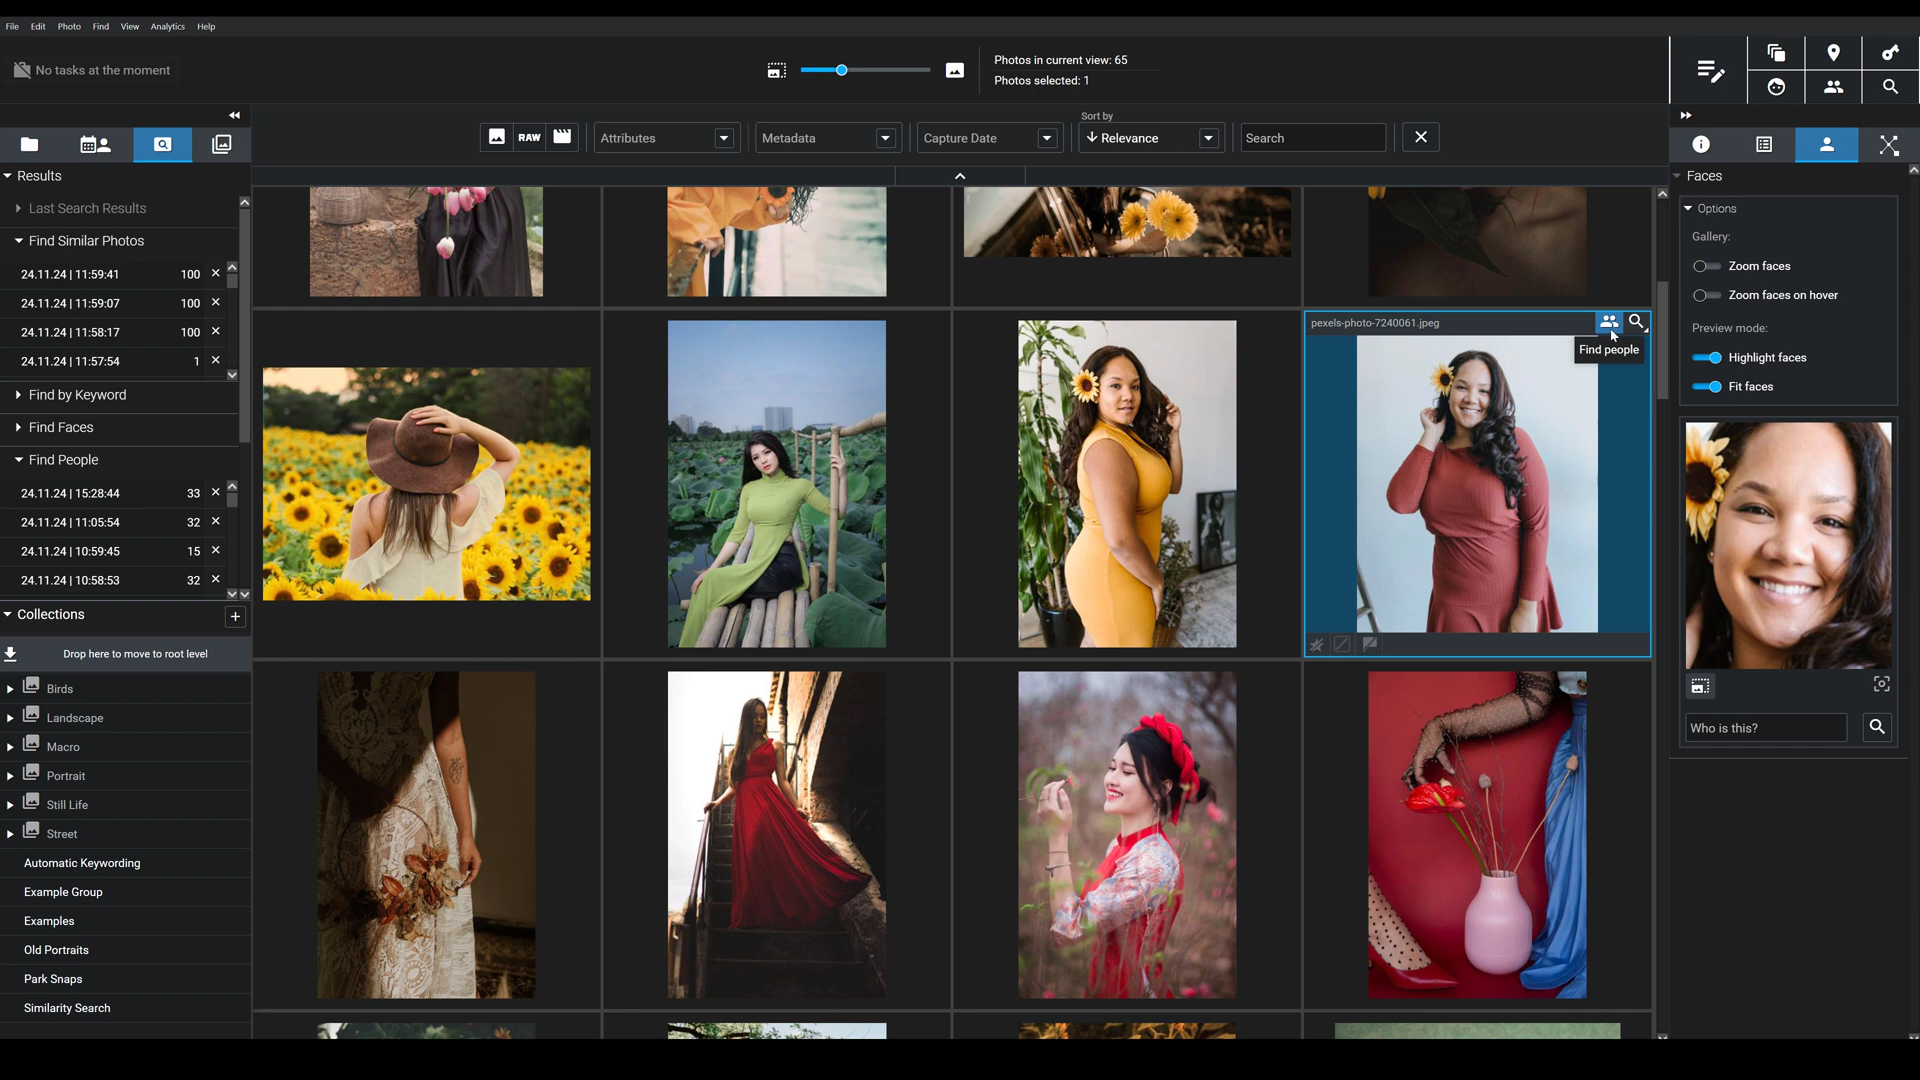 File Edit Photo Find View Analytics Help
No tasks at the moment
Photos in current view: 65
Photos selected: 1
RAW
Attributes
Metadata
Capture Date
Sort by
Relevance
Search
Results
Last Search Results
Find Similar Photos
24.11.24 | 11:59:41 100
24.11.24 | 11:59:07 100
24.11.24 | 11:58:17 100
24.11.24 | 11:57:54 1
Find by Keyword
Find Faces
Find People
24.11.24 | 15:28:44 33
24.11.24 | 11:05:54 32
24.11.24 | 10:59:45 15
24.11.24 | 10:58:53 32
Collections
Drop here to move to root level
Birds
Landscape
Macro
Portrait
Still Life
Street
Automatic Keywording
Example Group
Examples
Old Portraits
Park Snaps
Similarity Search
pexels-photo-7240061.jpeg
Find people
Faces
Options
Gallery:
Zoom faces
Zoom faces on hover
Preview mode:
Highlight faces
Fit faces
Who is this?